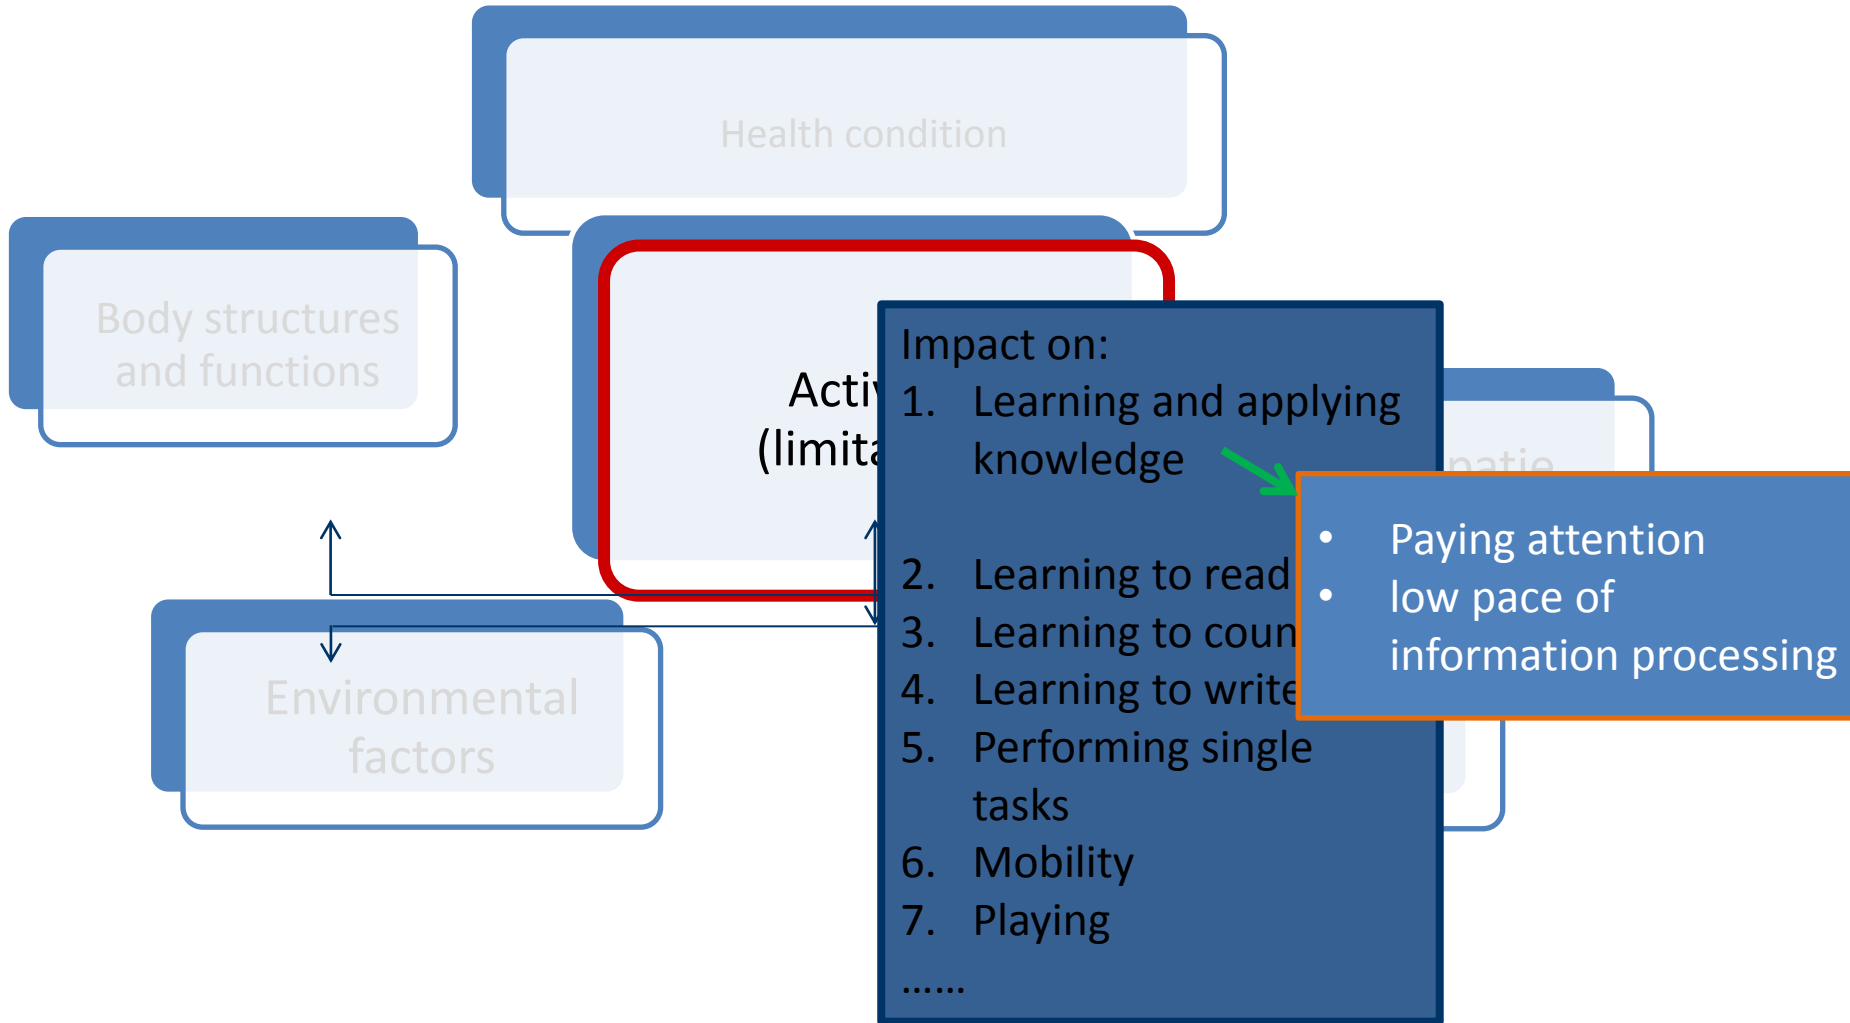 Health condition
Body structures
and functions
Activ
(limita
Impact on:
1. Learning and applying
knowledge
2. Learning to read
3. Learning to coun
4. Learning to write
5. Performing single
tasks
6. Mobility
7. Playing
......
patie
• Paying attention
• low pace of
information processing
Environmental
factors